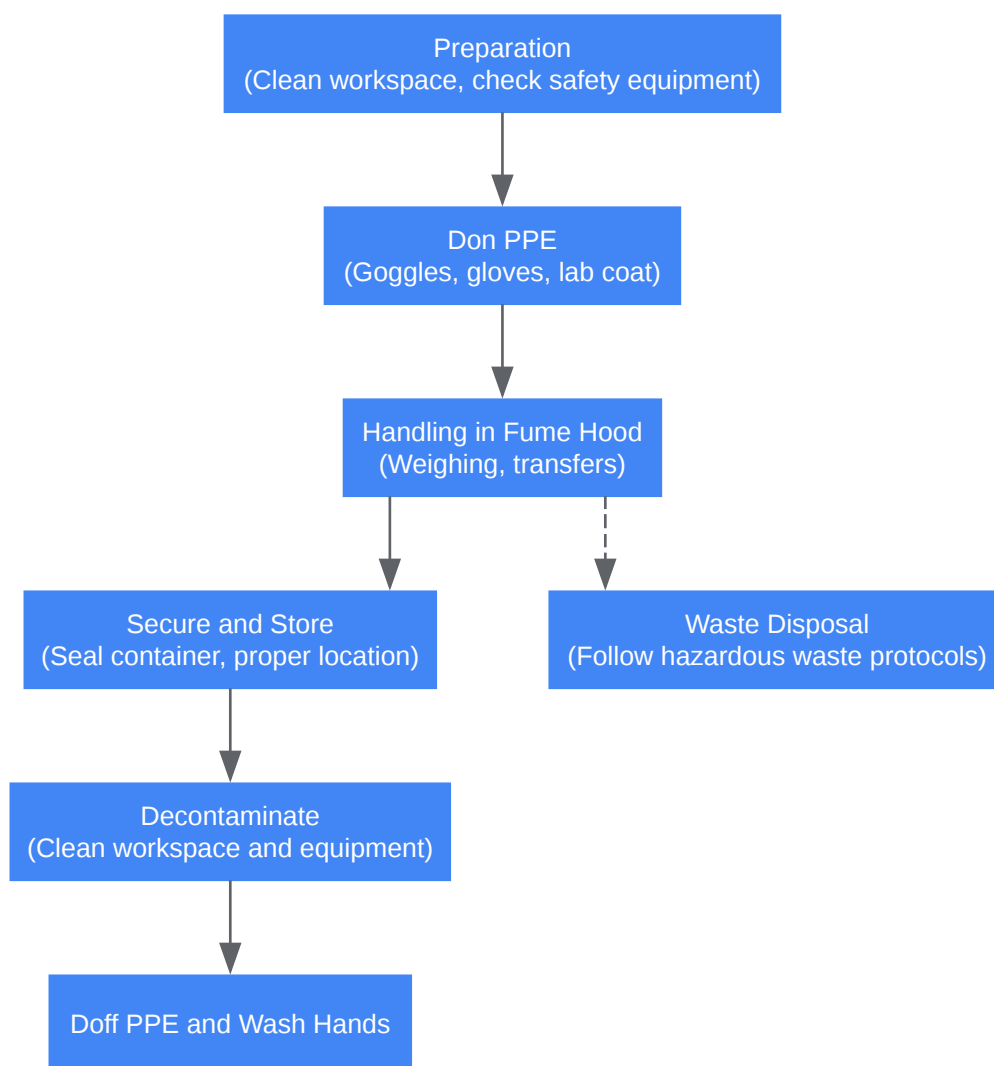 Preparation
(Clean workspace, check safety equipment)
Don PPE
(Goggles, gloves, lab coat)
Handling in Fume Hood
(Weighing, transfers)
Secure and Store
(Seal container, proper location)
Waste Disposal
(Follow hazardous waste protocols)
Decontaminate
(Clean workspace and equipment)
Doff PPE and Wash Hands